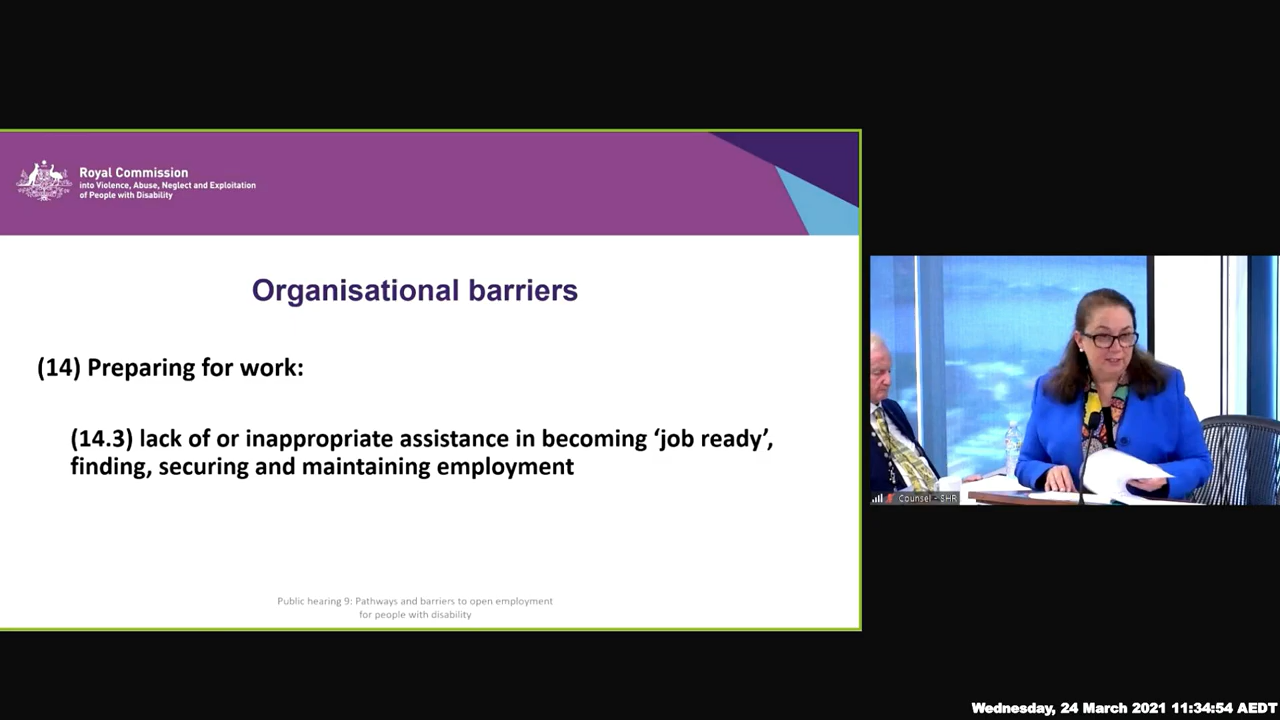 Royal Commission
into Violence, Abuse, Neglect and Exploitation
of People with Disability
Organisational barriers
(14) Preparing for work:
(14.3) lack of or inappropriate assistance in becoming ‘job ready’,
finding, securing and maintaining employment
Public hearing 9: Pathways and barriers to open employment
for people with disability
Counsel - SHR
Wednesday, 24 March 2021 11:34:54 AEDT